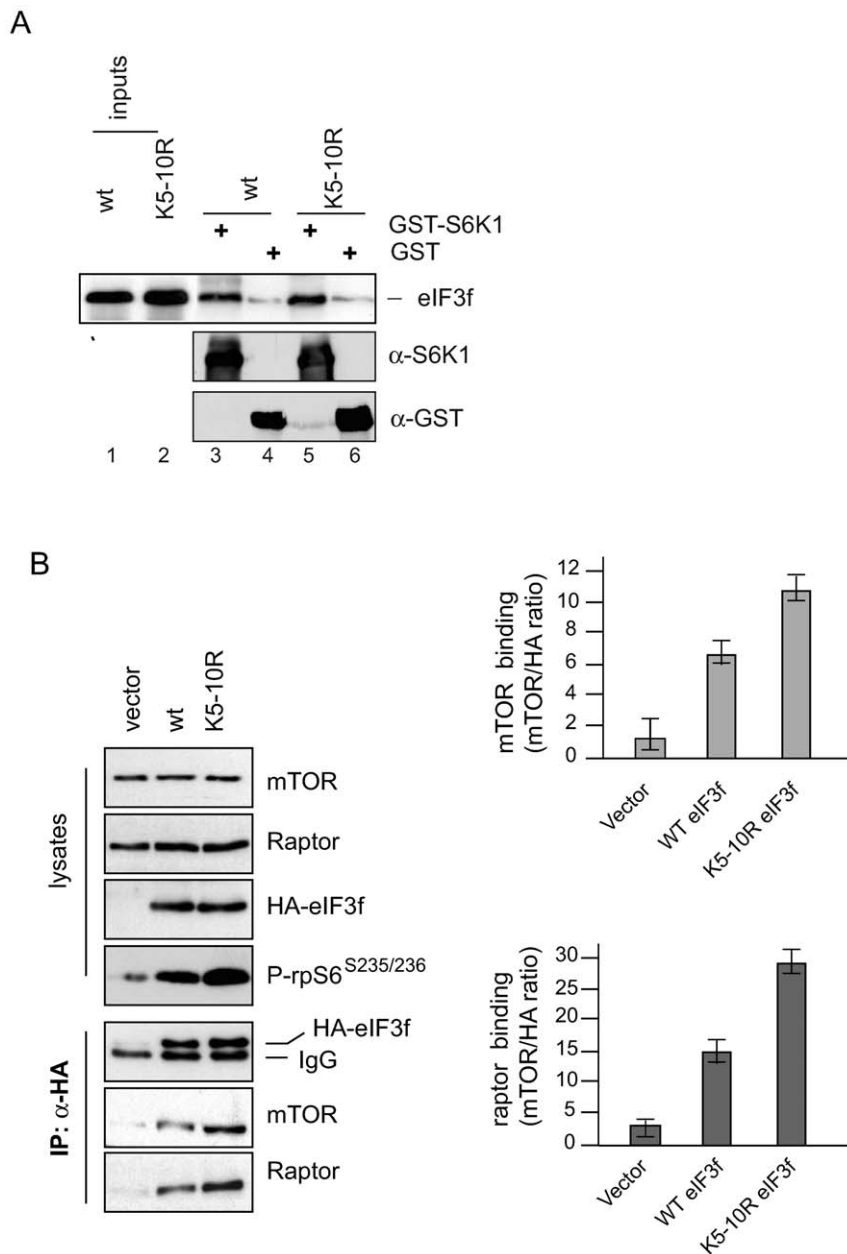 A
inputs
wt
K5-10R
wt
K5-10R
+ + GST-S6K1
+ + GST
– eIF3f
α-S6K1
α-GST
1 2 3 4 5 6
B
vector
wt
K5-10R
lysates
mTOR
Raptor
HA-eIF3f
P-rpS6 S235/236
IP: α-HA
HA-eIF3f
IgG
mTOR
Raptor
mTOR binding
(mTOR/HA ratio)
12
10
8
6
4
2
0
Vector
WT eIF3f
K5-10R eIF3f
raptor binding
(mTOR/HA ratio)
30
25
20
15
10
5
0
Vector
WT eIF3f
K5-10R eIF3f